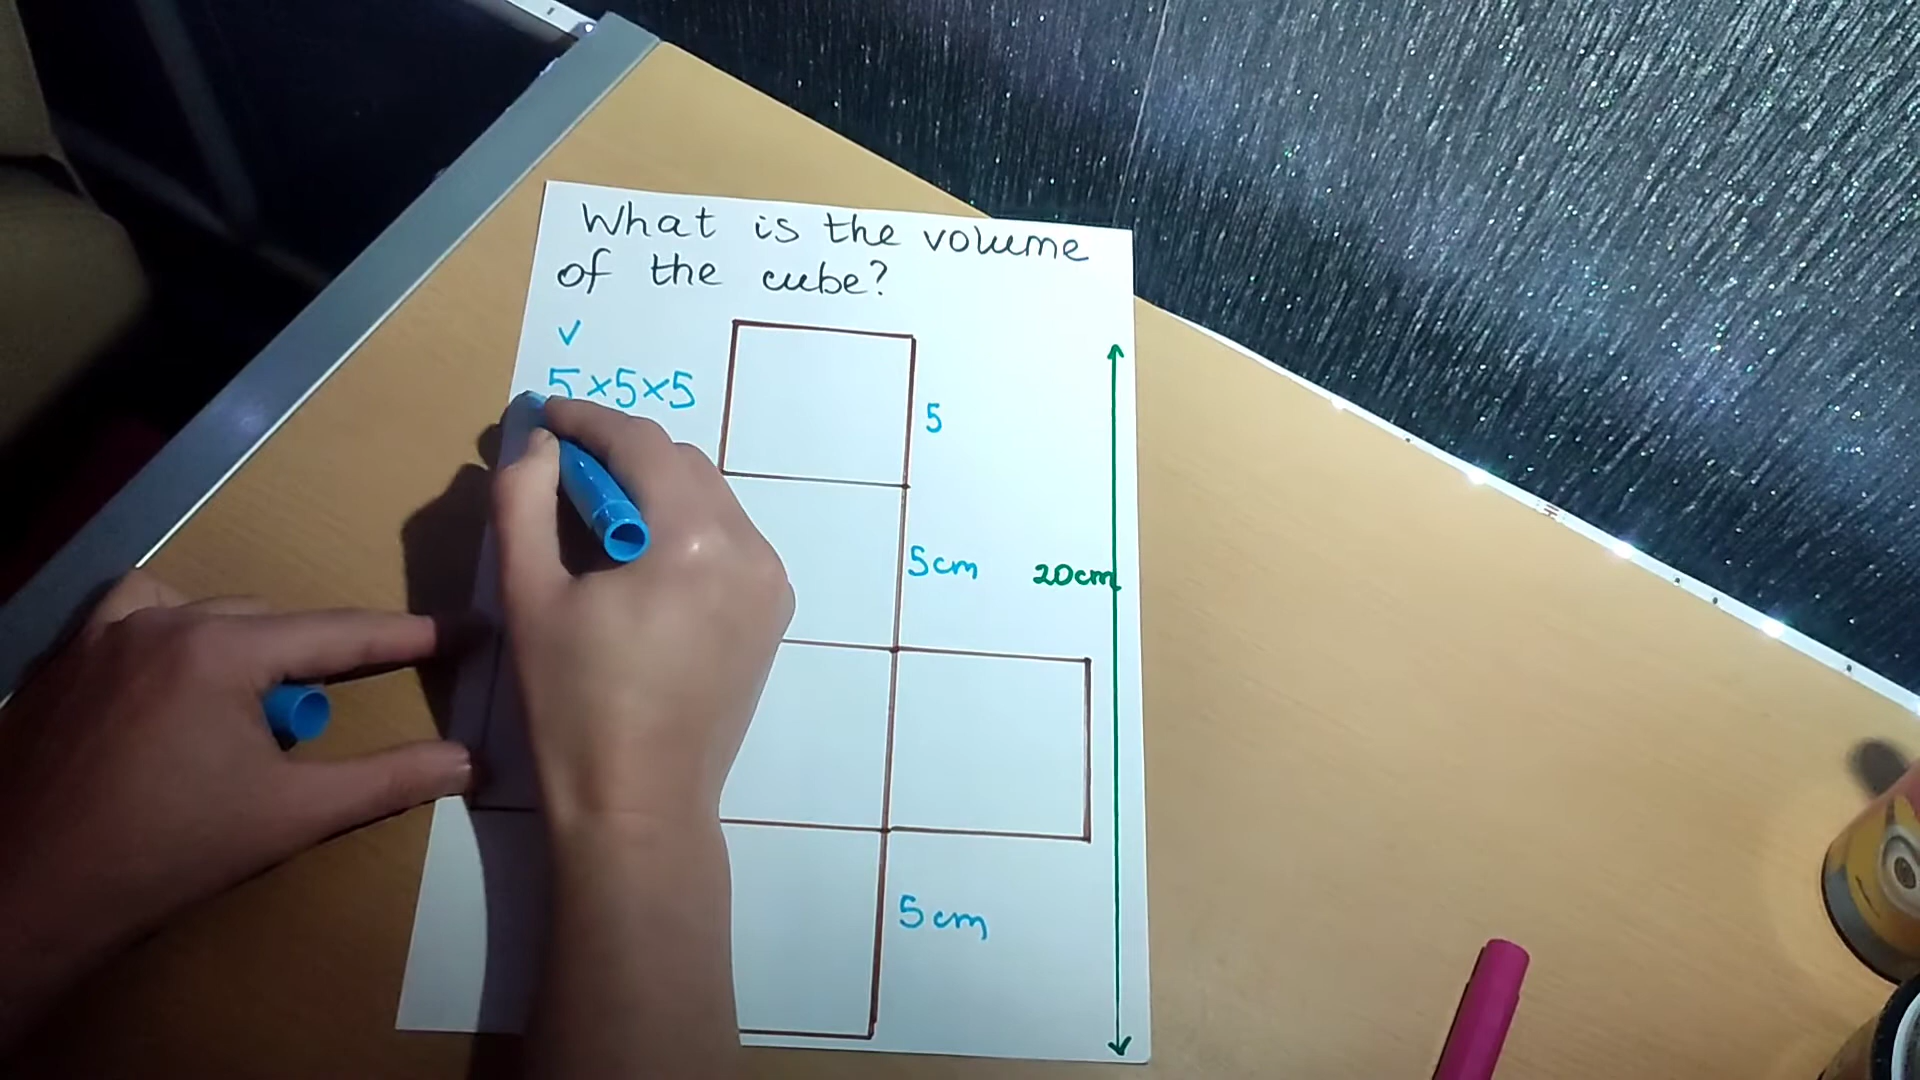 What is the volume
of the cube?
V
5×5×5
5
5cm
20cm
5cm